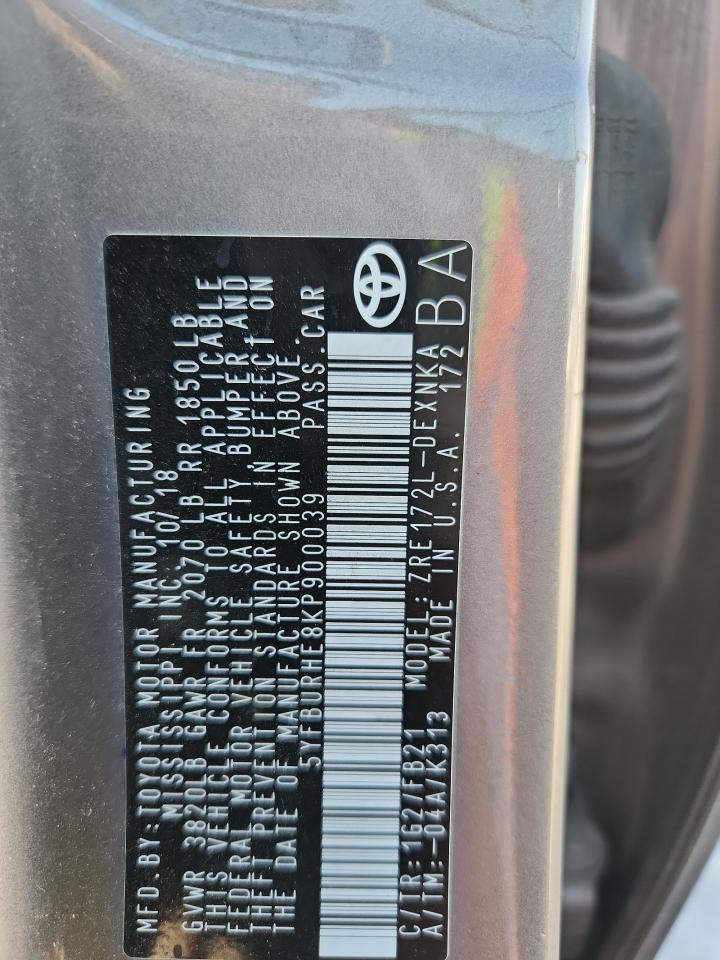 MFD. BY: TOYOTA MOTOR MANUFACTURING
MISSISSIPPI INC. 10/18
GVWR 3820LB GAWR FR 2070 LB RR 1850 LB
THIS VEHICLE CONFORMS TO ALL APPLICABLE
FEDERAL MOTOR VEHICLE SAFETY, BUMPER AND
THEFT PREVENTION STANDARDS IN EFFECT ON
THE DATE OF MANUFACTURE SHOWN ABOVE.
5YFBURHE8KP900039 PASS. CAR
C/TR: 1G2/FB21 MODEL: ZRE172L-DEXNKA
A/TM: -04A/K313 MADE IN U.S.A. 172 BA